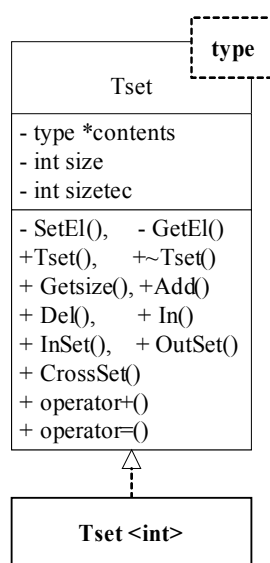 type
Tset
- type *contents
- int size
- int sizetec
- SetEl(), - GetEl()
+Tset(), +~Tset()
+ Getsize(), +Add()
+ Del(), + In()
+ InSet(), + OutSet()
+ CrossSet()
+ operator+()
+ operator=()
Tset <int>